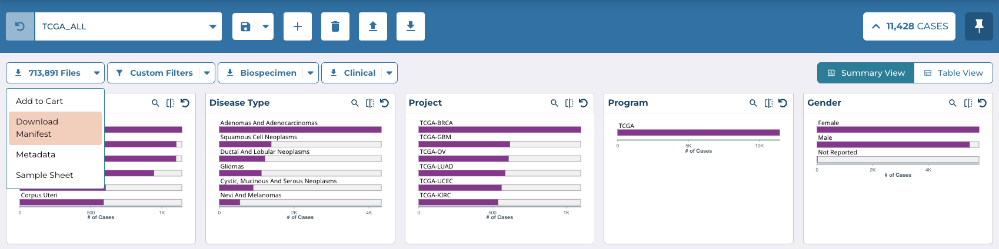 TCGA_ALL
11,428 CASES
713,891 Files
Custom Filters
Biospecimen
Clinical
Summary View
Table View
Add to Cart
Download
Manifest
Metadata
Sample Sheet
Corpus Uteri
0 500 1K
# of Cases
Disease Type
Adenomas And Adenocarcinomas
Squamous Cell Neoplasms
Ductal And Lobular Neoplasms
Gliomas
Cystic, Mucinous And Serous Neoplasms
Nevi And Melanomas
0 2K 4K
# of Cases
Project
TCGA-BRCA
TCGA-GBM
TCGA-OV
TCGA-LUAD
TCGA-UCEC
TCGA-KIRC
0 500 1K
# of Cases
Program
TCGA
0 5K 10K
# of Cases
Gender
Female
Male
Not Reported
0 2K 4K
# of Cases